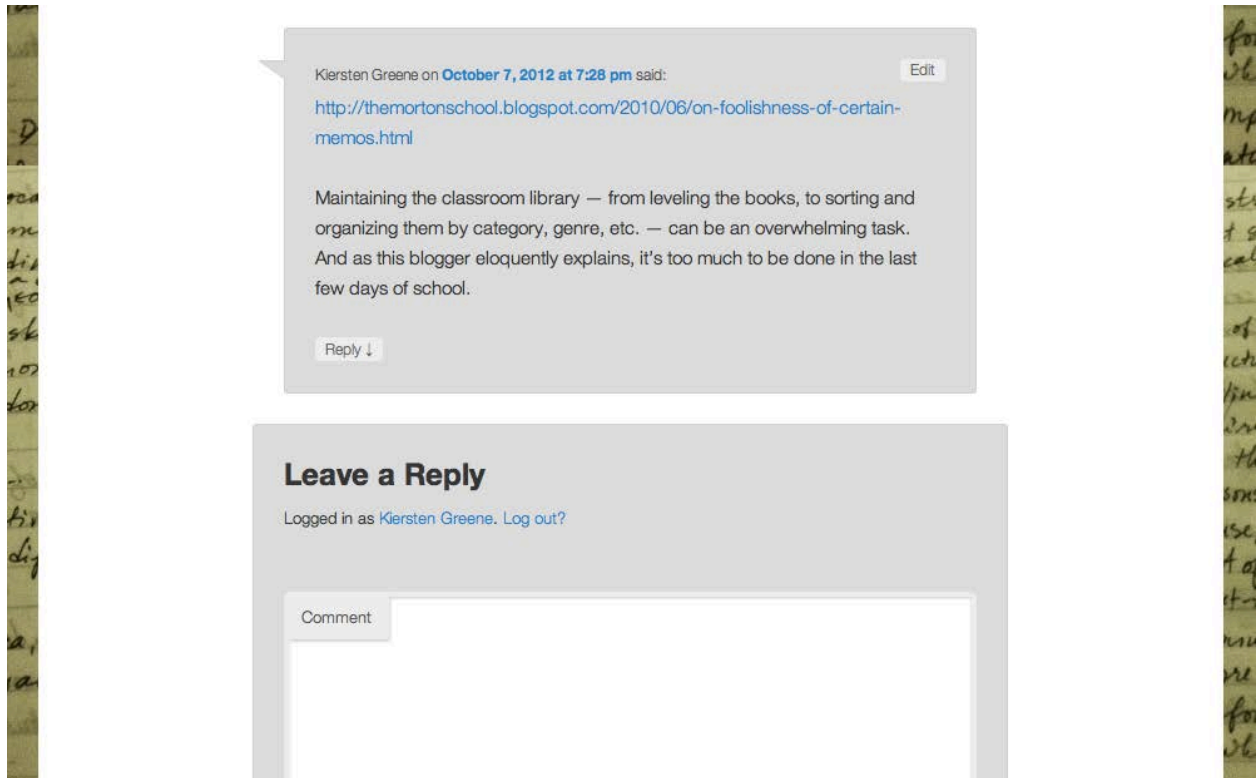 Kiersten Greene on October 7, 2012 at 7:28 pm said:
Edit
http://themortonschool.blogspot.com/2010/06/on-foolishness-of-certain-
memos.html
Maintaining the classroom library — from leveling the books, to sorting and
organizing them by category, genre, etc. — can be an overwhelming task.
And as this blogger eloquently explains, it's too much to be done in the last
few days of school.
Reply ↓
Leave a Reply
Logged in as Kiersten Greene. Log out?
Comment